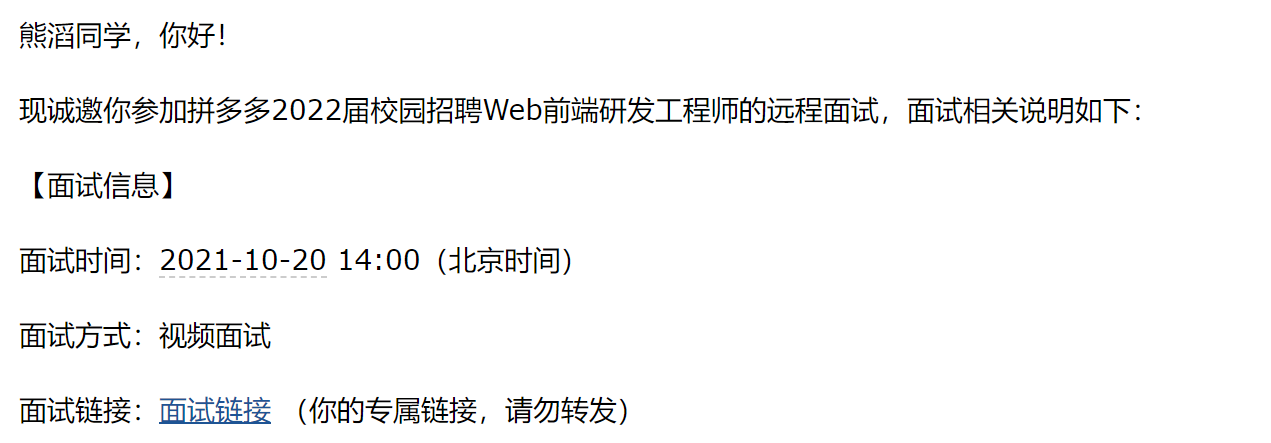 熊滔同学，你好！
现诚邀你参加拼多多2022届校园招聘Web前端研发工程师的远程面试，面试相关说明如下：
【面试信息】
面试时间：2021-10-20 14:00（北京时间）
面试方式：视频面试
面试链接：面试链接 （你的专属链接，请勿转发）